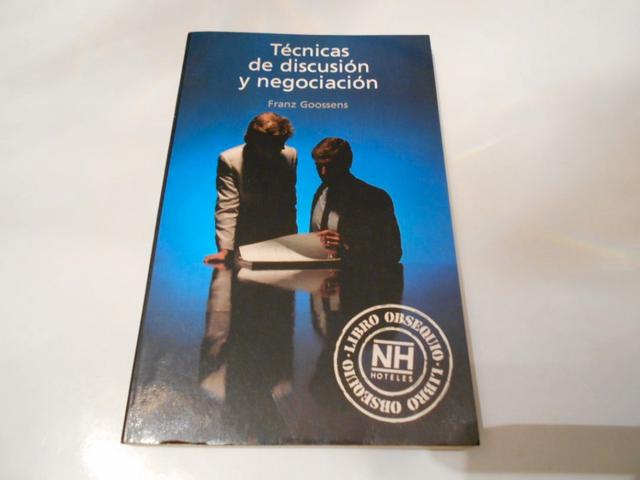 Técnicas
de discusión
y negociación
Franz Goossens
LIBRO OBSEQUIO · LIBRO OBSEQUIO ·
NH
HOTELES